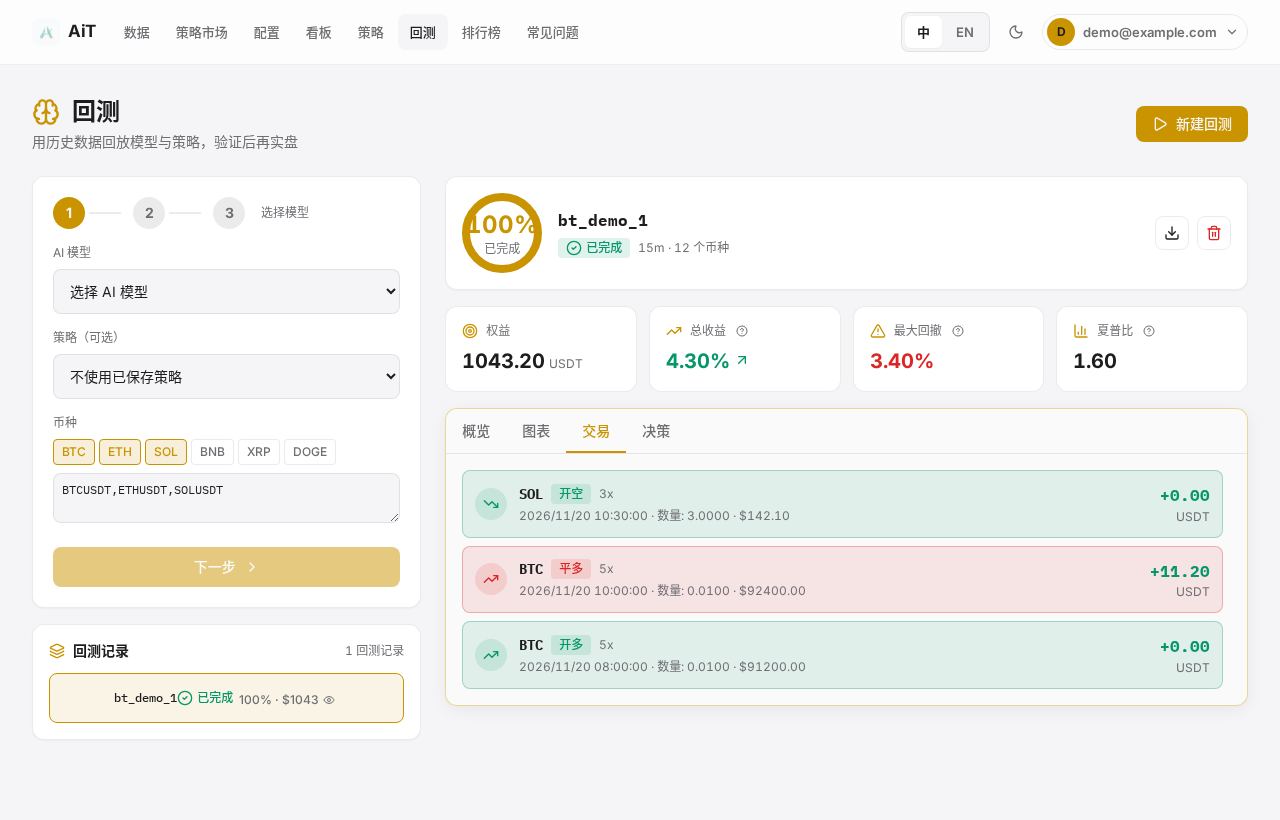 AiT 数据 策略市场 配置 看板 策略 回测 排行榜 常见问题 中 EN D demo@example.com
回测
用历史数据回放模型与策略，验证后再实盘
新建回测
1 2 3 选择模型
AI 模型
选择 AI 模型
策略（可选）
不使用已保存策略
币种
BTC ETH SOL BNB XRP DOGE
BTCUSDT,ETHUSDT,SOLUSDT
下一步
回测记录 1 回测记录
bt_demo_1 已完成 100% · $1043
100%
已完成
bt_demo_1
已完成 15m · 12 个币种
权益
1043.20 USDT
总收益
4.30%
最大回撤
3.40%
夏普比
1.60
概览 图表 交易 决策
SOL 开空 3x
2026/11/20 10:30:00 · 数量: 3.0000 · $142.10
+0.00
USDT
BTC 平多 5x
2026/11/20 10:00:00 · 数量: 0.0100 · $92400.00
+11.20
USDT
BTC 开多 5x
2026/11/20 08:00:00 · 数量: 0.0100 · $91200.00
+0.00
USDT